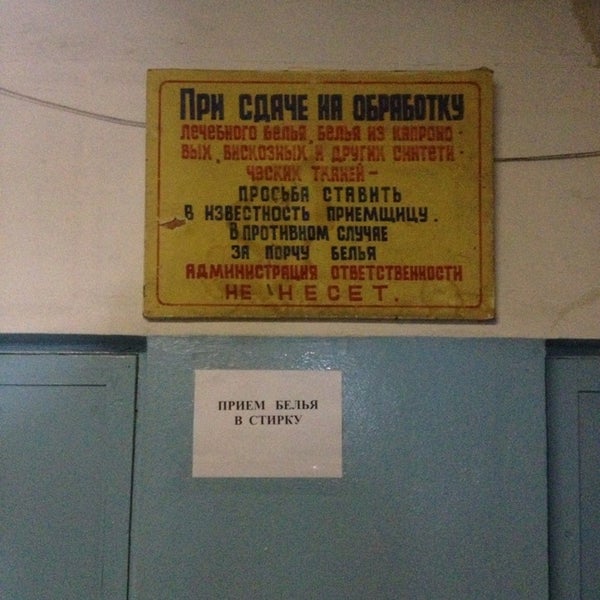 ПРИ СДАЧЕ НА ОБРАБОТКУ
ЛЕЧЕБНОГО БЕЛЬЯ, БЕЛЬЯ ИЗ КАПРОНО-
ВЫХ, ВИСКОЗНЫХ И ДРУГИХ СИНТЕТИ-
ЧЕСКИХ ТКАНЕЙ –
ПРОСЬБА СТАВИТЬ
В ИЗВЕСТНОСТЬ ПРИЕМЩИЦУ.
В ПРОТИВНОМ СЛУЧАЕ
ЗА ПОРЧУ БЕЛЬЯ
АДМИНИСТРАЦИЯ ОТВЕТСТВЕННОСТИ
НЕ НЕСЕТ.
ПРИЕМ БЕЛЬЯ
В СТИРКУ